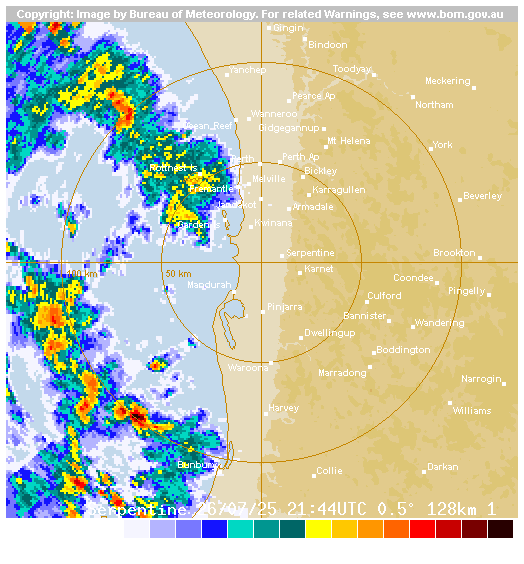 Copyright: Image by Bureau of Meteorology. For related Warnings, see www.bom.gov.au
Gingin
Bindoon
Yanchep
Toodyay
Meckering
Pearce Ap
Northam
Wanneroo
Ocean Reef
Gidgegannup
Mt Helena
York
Perth
Perth Ap
Rottnest Is
Bickley
Melville
Fremantle
Karragullen
Beverley
Jandakot
Armadale
Garden Is
Kwinana
Serpentine
Brookton
100 km
50 km
Karnet
Coondee
Mandurah
Pingelly
Culford
Pinjarra
Bannister
Wandering
Dwellingup
Boddington
Waroona
Marradong
Narrogin
Harvey
Williams
Bunbury
Collie
Darkan
Serpentine 26/07/25 21:44UTC 0.5° 128km 1